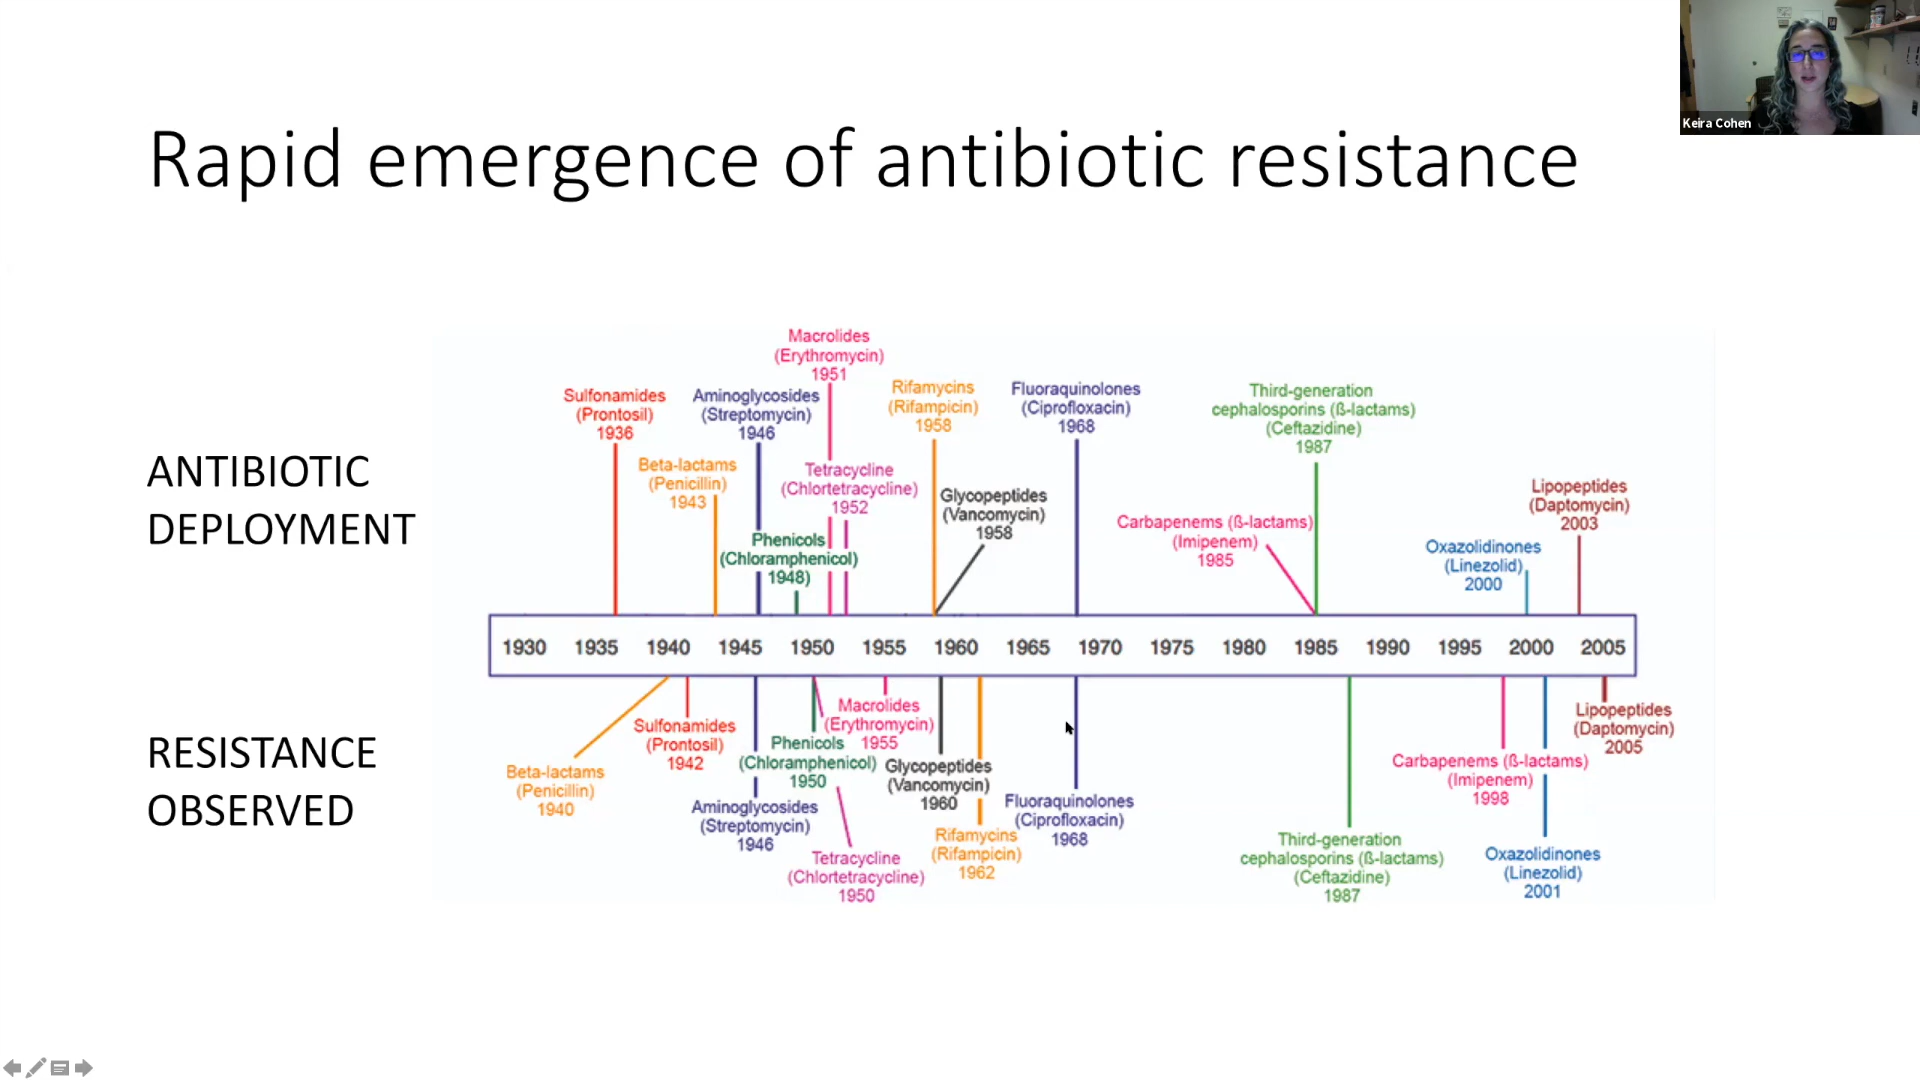 Keira Cohen
Rapid emergence of antibiotic resistance
ANTIBIOTIC
DEPLOYMENT
Sulfonamides
(Prontosil)
1936
Beta-lactams
(Penicillin)
1943
Aminoglycosides
(Streptomycin)
1946
Phenicols
(Chloramphenicol)
1948)
Macrolides
(Erythromycin)
1951
Tetracycline
(Chlortetracycline)
1952
Rifamycins
(Rifampicin)
1958
Glycopeptides
(Vancomycin)
1958
Fluoraquinolones
(Ciprofloxacin)
1968
Carbapenems (ß-lactams)
(Imipenem)
1985
Third-generation
cephalosporins (ß-lactams)
(Ceftazidine)
1987
Oxazolidinones
(Linezolid)
2000
Lipopeptides
(Daptomycin)
2003
1930 1935 1940 1945 1950 1955 1960 1965 1970 1975 1980 1985 1990 1995 2000 2005
RESISTANCE
OBSERVED
Beta-lactams
(Penicillin)
1940
Sulfonamides
(Prontosil)
1942
Aminoglycosides
(Streptomycin)
1946
Phenicols
(Chloramphenicol)
1950
Tetracycline
(Chlortetracycline)
1950
Macrolides
(Erythromycin)
1955
Glycopeptides
(Vancomycin)
1960
Rifamycins
(Rifampicin)
1962
Fluoraquinolones
(Ciprofloxacin)
1968
Third-generation
cephalosporins (ß-lactams)
(Ceftazidine)
1987
Carbapenems (ß-lactams)
(Imipenem)
1998
Oxazolidinones
(Linezolid)
2001
Lipopeptides
(Daptomycin)
2005